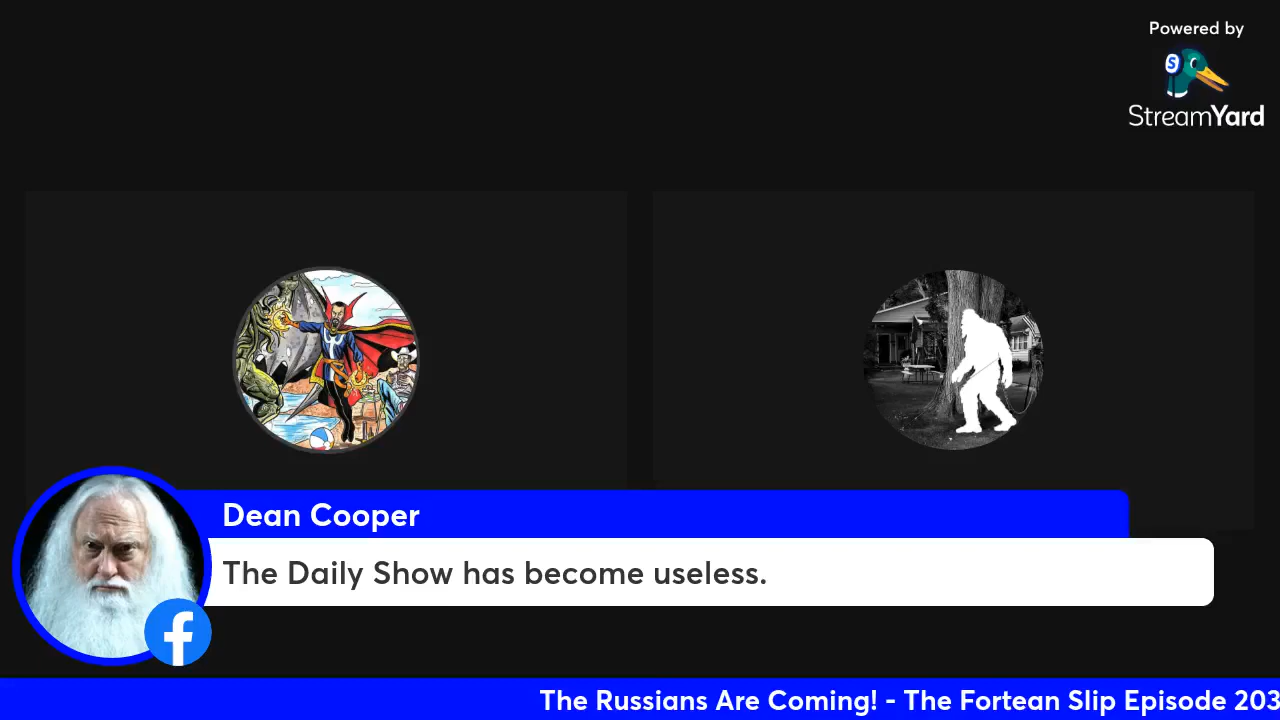 Powered by
S
StreamYard
Dean Cooper
The Daily Show has become useless.
The Russians Are Coming! - The Fortean Slip Episode 203